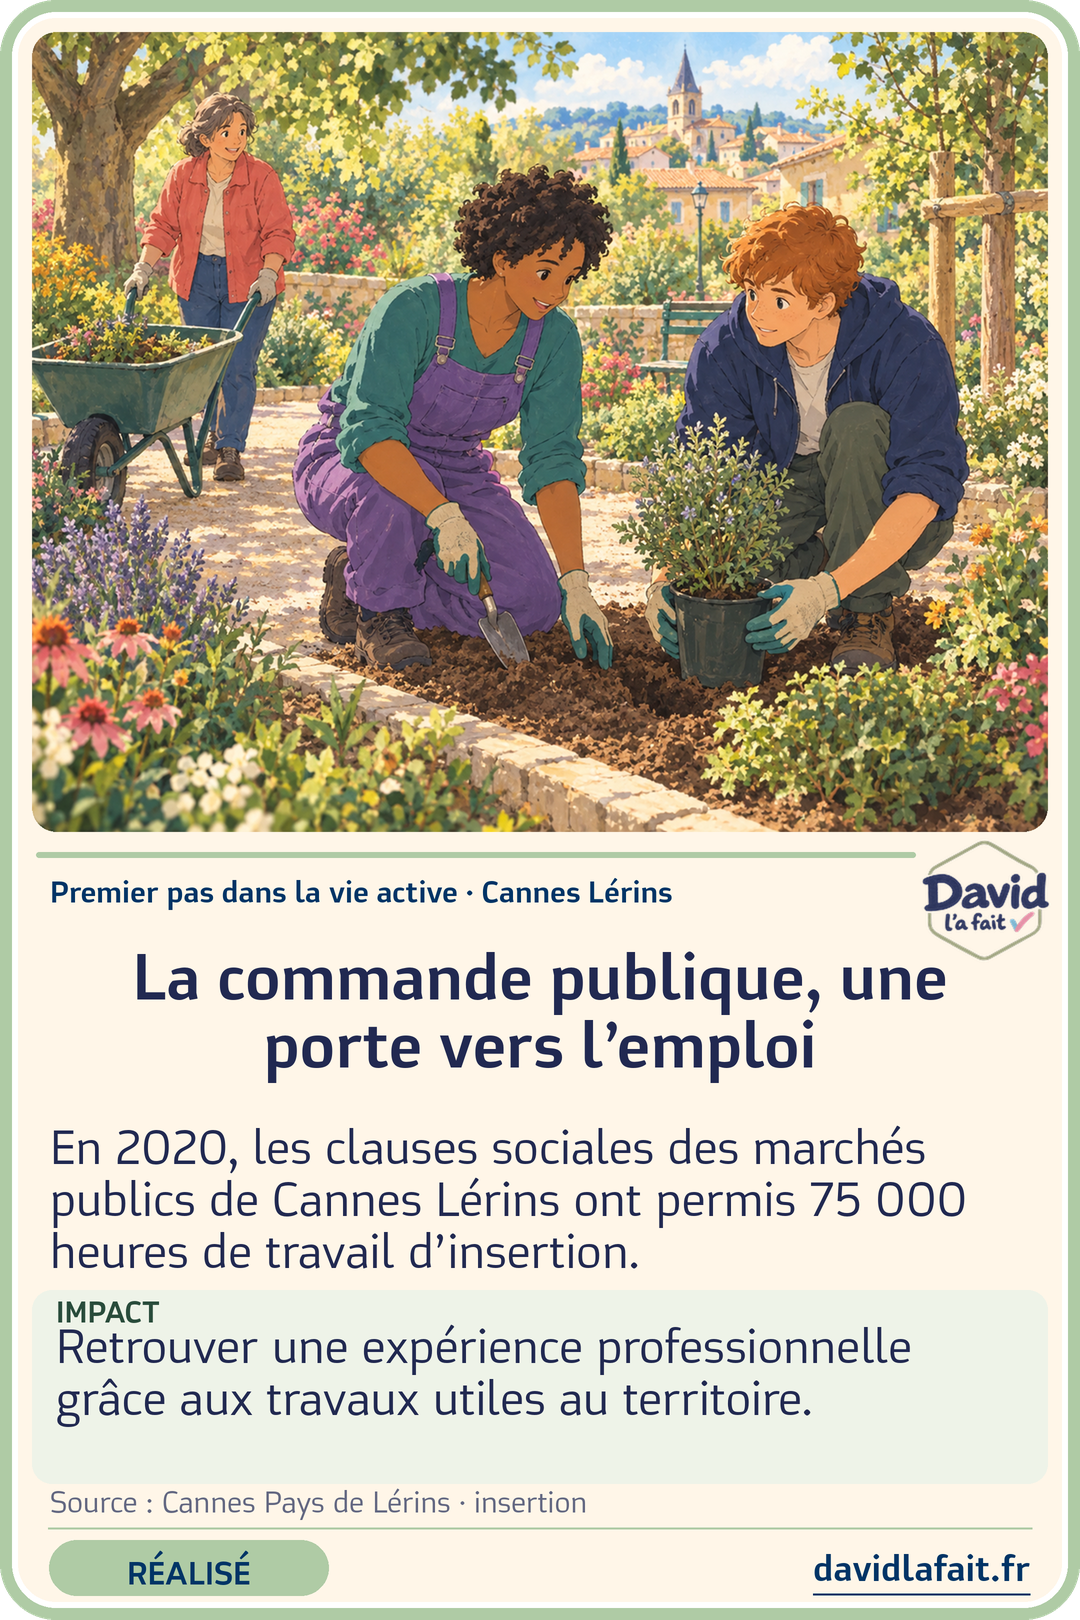 Premier pas dans la vie active · Cannes Lérins
David
l'a fait
La commande publique, une
porte vers l’emploi
En 2020, les clauses sociales des marchés
publics de Cannes Lérins ont permis 75 000
heures de travail d’insertion.
IMPACT
Retrouver une expérience professionnelle
grâce aux travaux utiles au territoire.
Source : Cannes Pays de Lérins · insertion
RÉALISÉ
davidlafait.fr